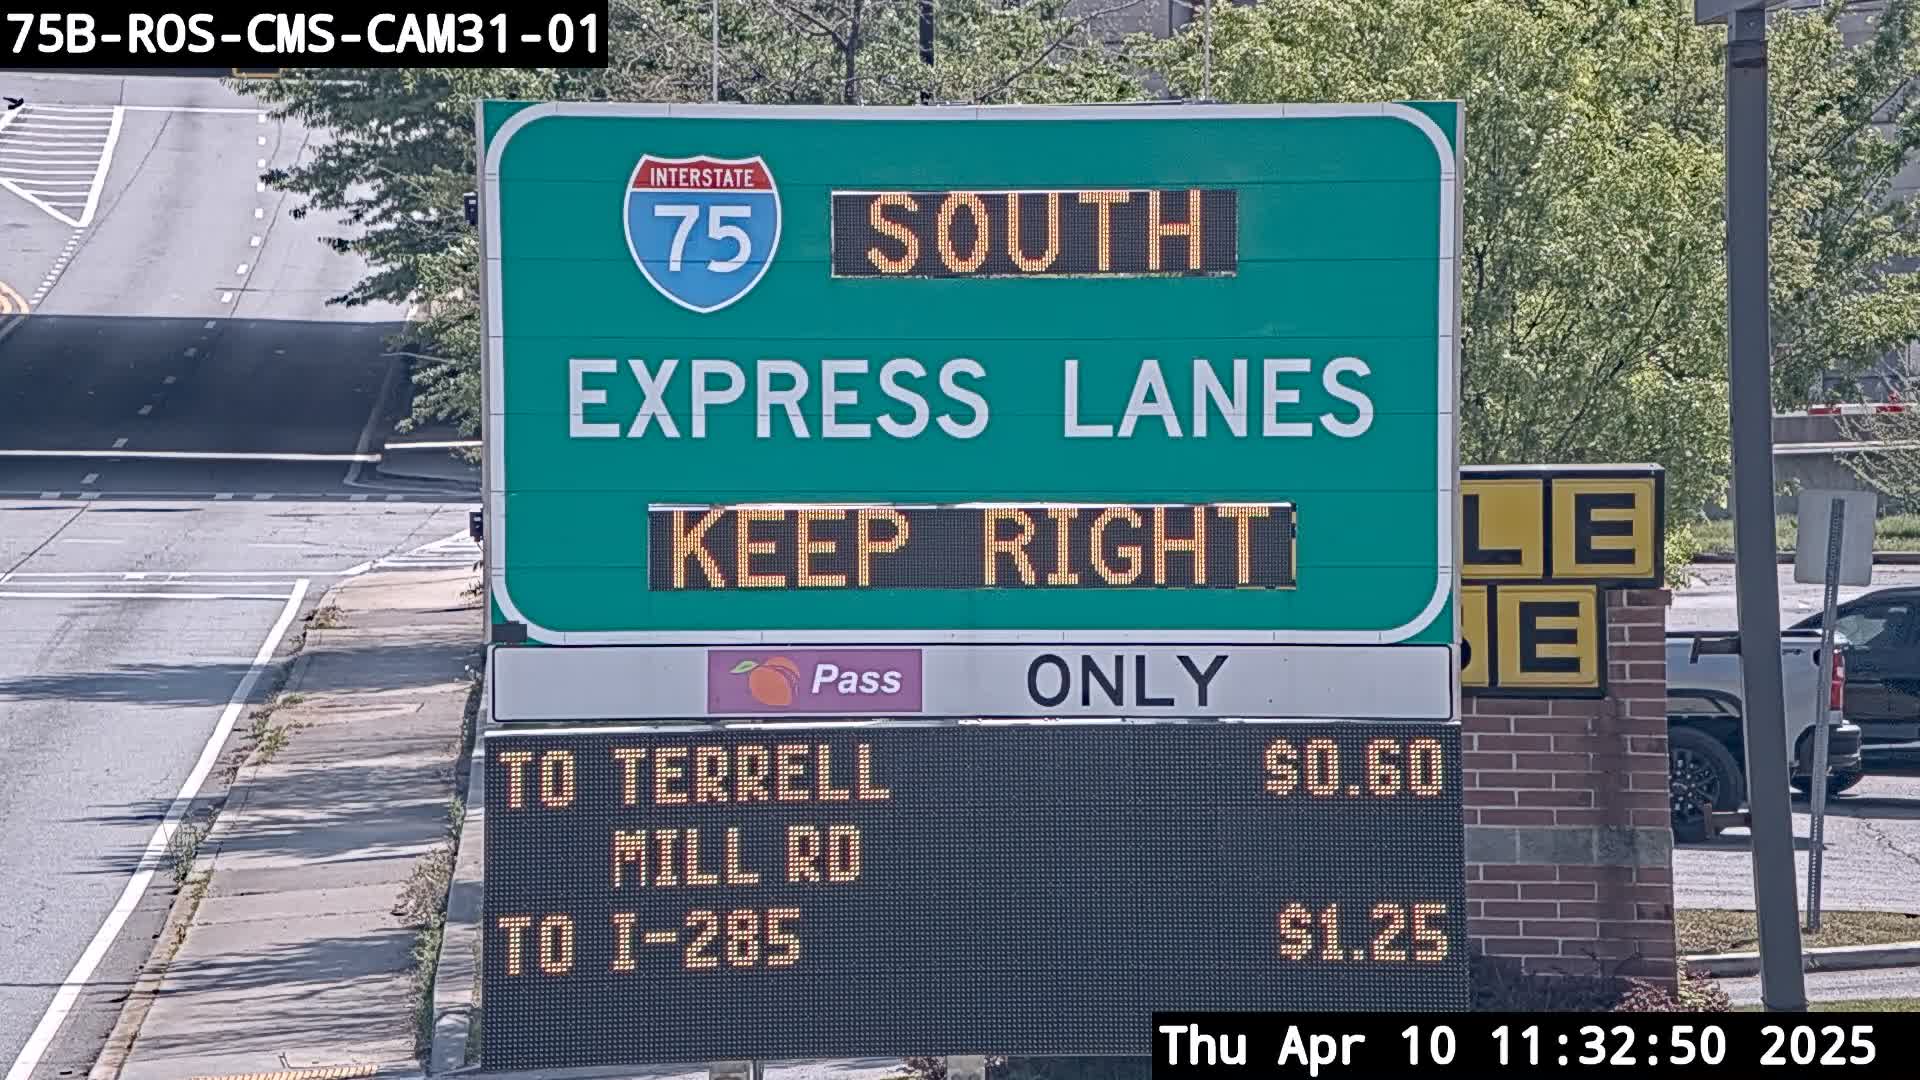 75B-ROS-CMS-CAM31-01
INTERSTATE
75
SOUTH
EXPRESS LANES
KEEP RIGHT
Pass ONLY
TO TERRELL $0.60
MILL RD
TO I-285 $1.25
LE
E
Thu Apr 10 11:32:50 2025